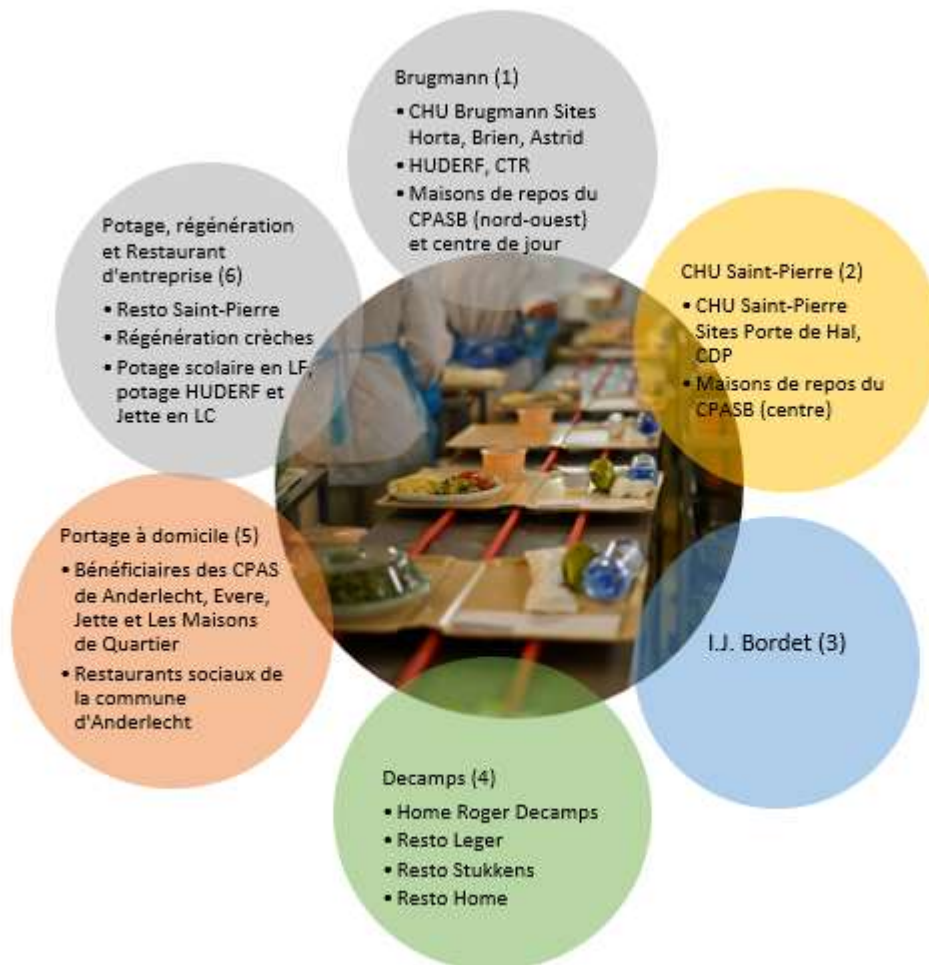 Brugmann (1)
• CHU Brugmann Sites
Horta, Brien, Astrid
• HUDERF, CTR
• Maisons de repos du
CPASB (nord-ouest)
et centre de jour
CHU Saint-Pierre (2)
• CHU Saint-Pierre
Sites Porte de Hal,
CDP
• Maisons de repos du
CPASB (centre)
I.J. Bordet (3)
Decamps (4)
• Home Roger Decamps
• Resto Leger
• Resto Stukkens
• Resto Home
Portage à domicile (5)
• Bénéficiaires des CPAS
de Anderlecht, Evere,
Jette et Les Maisons
de Quartier
• Restaurants sociaux de
la commune
d'Anderlecht
Potage, régénération
et Restaurant
d'entreprise (6)
• Resto Saint-Pierre
• Régénération crèches
• Potage scolaire en LF,
potage HUDERF et
Jette en LC